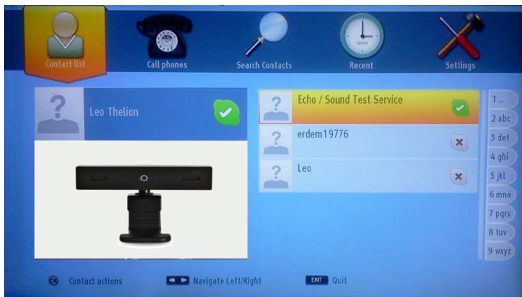 Contact list
Call phones
Search Contacts
Recent
Settings
Leo Thelion
Echo / Sound Test Service
erdem19776
Leo
1 ...
2 abc
3 def
4 ghi
5 jkl
6 mno
7 pqrs
8 tuv
9 wxyz
OK Contact actions
Navigate Left/Right
EXIT Quit